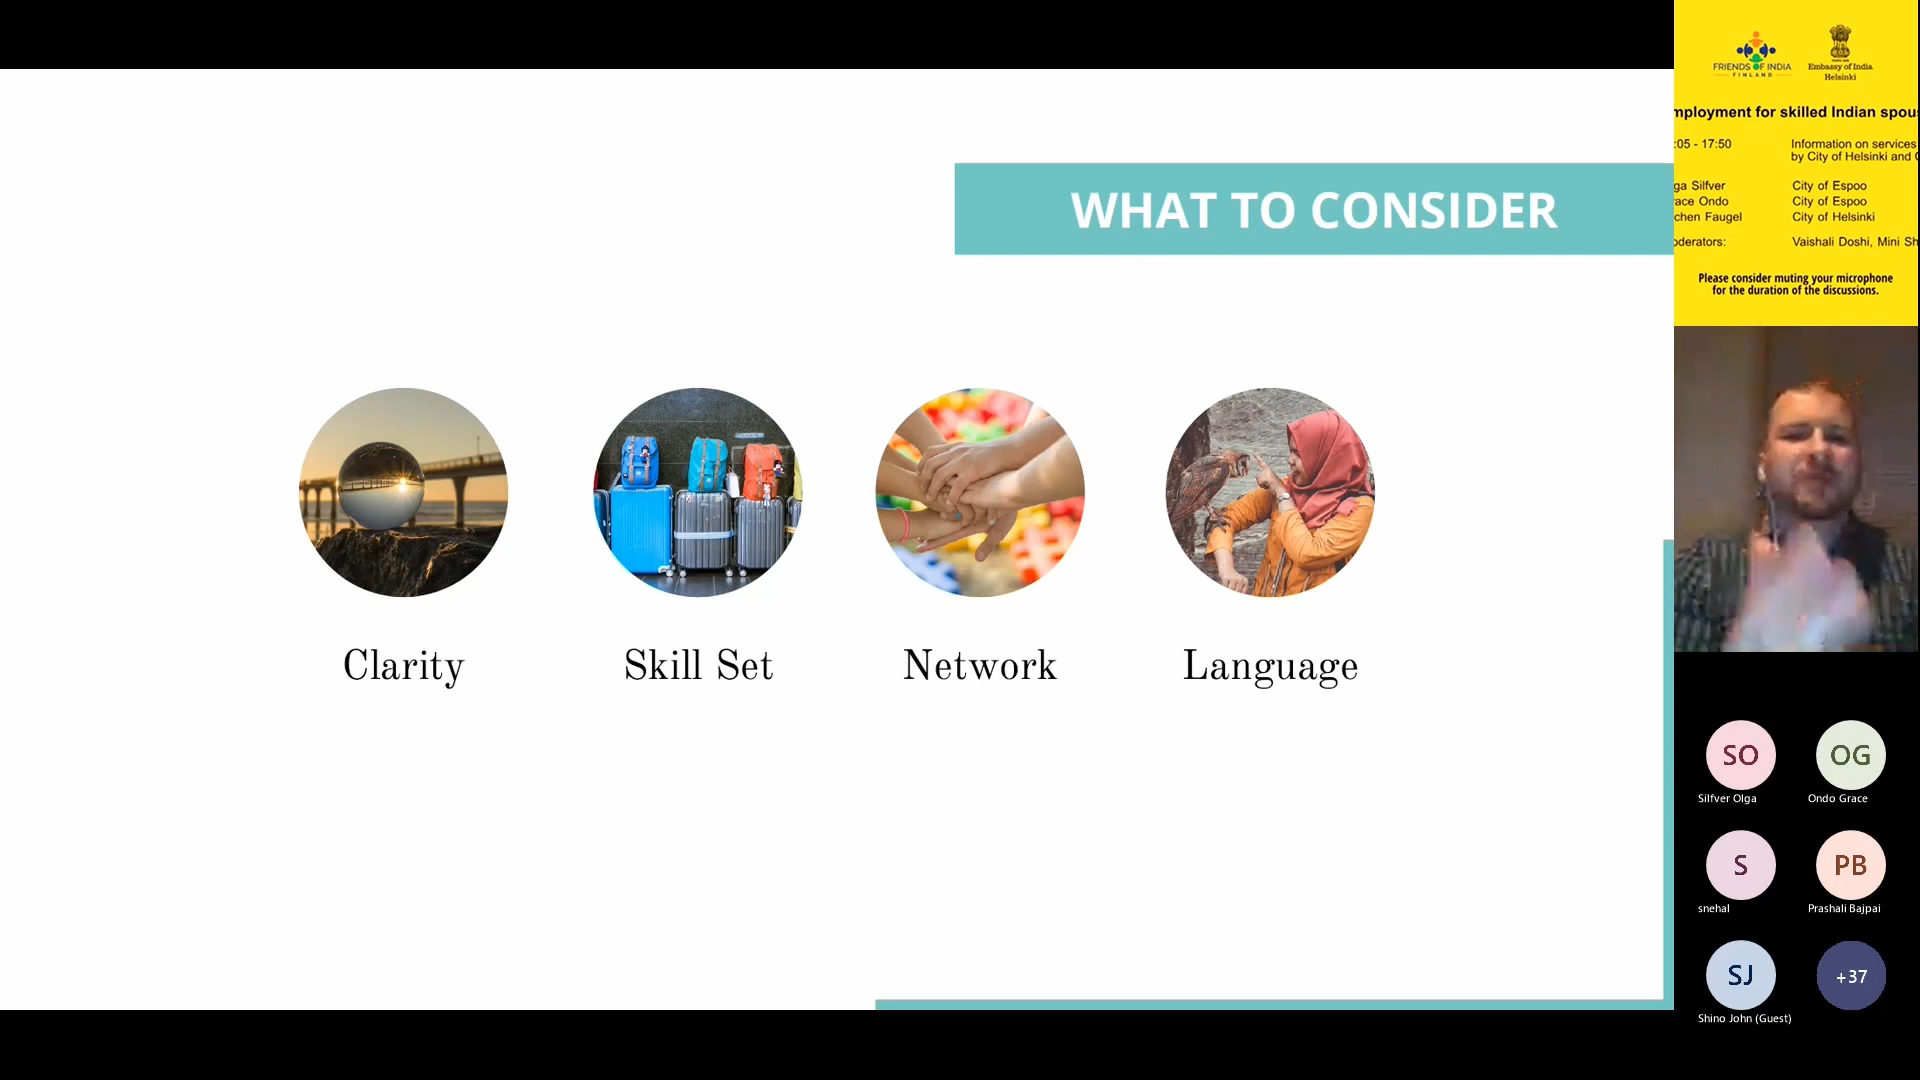 WHAT TO CONSIDER
Clarity
Skill Set
Network
Language
FRIENDS OF INDIA
FINLAND
Embassy of India
Helsinki
mployment for skilled Indian spou
:05 - 17:50
Information on services
by City of Helsinki and
ga Silfver
City of Espoo
ace Ondo
City of Espoo
chen Faugel
City of Helsinki
oderators:
Vaishali Doshi, Mini Sh
Please consider muting your microphone
for the duration of the discussions.
SO
Silfver Olga
OG
Ondo Grace
S
snehal
PB
Prashali Bajpai
SJ
Shino John (Guest)
+37